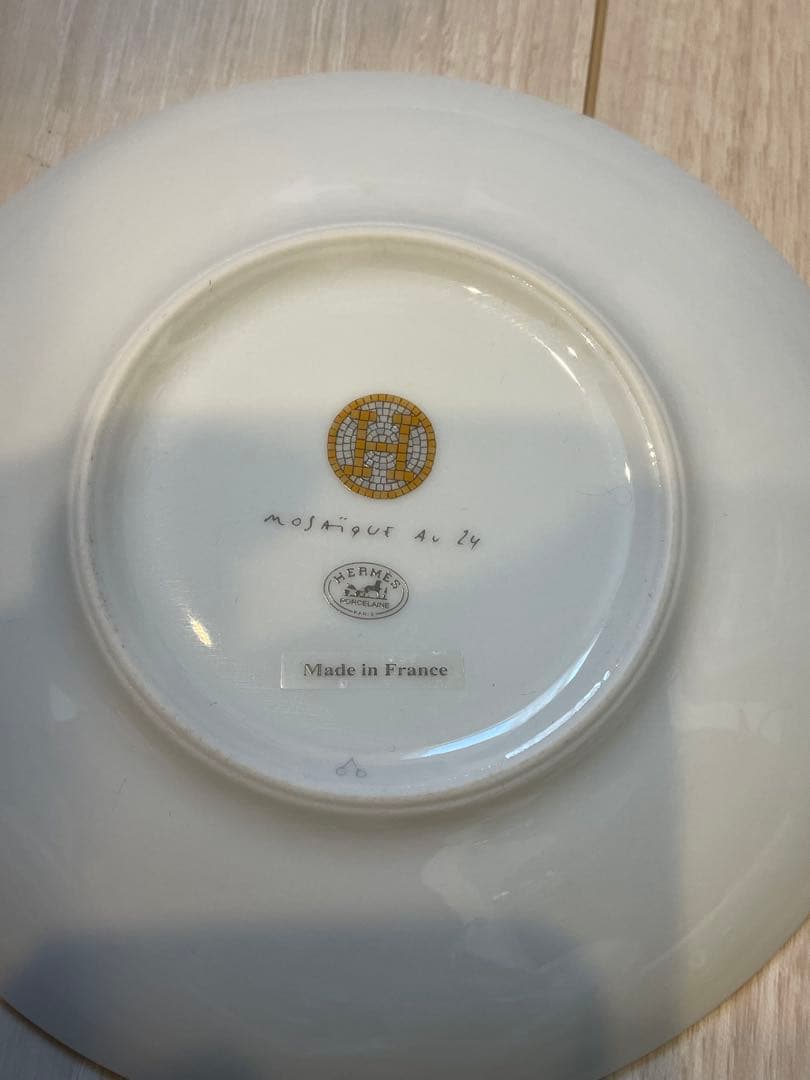 H
MOSAÏQUE AU 24
HERMÈS
PORCELAINE
PARIS
Made in France